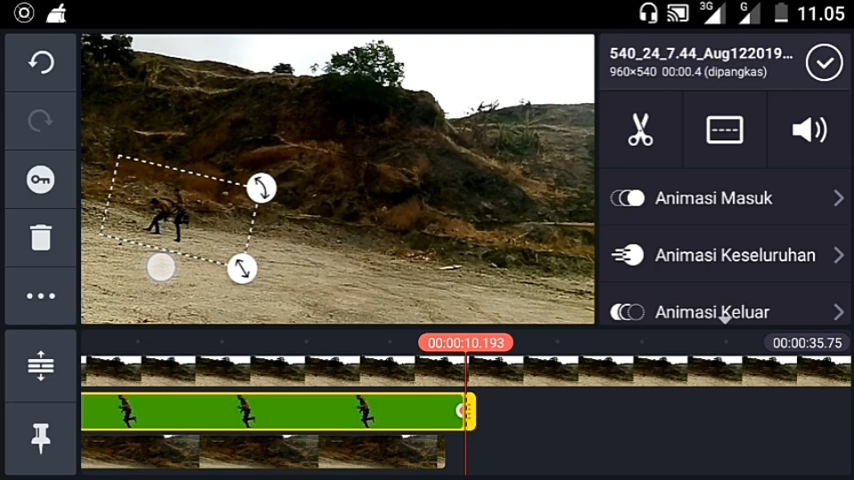 3G
G
11.05
540_24_7.44_Aug122019...
960×540 00:00.4 (dipangkas)
Animasi Masuk
Animasi Keseluruhan
Animasi Keluar
00:00:10.193
00:00:35.75